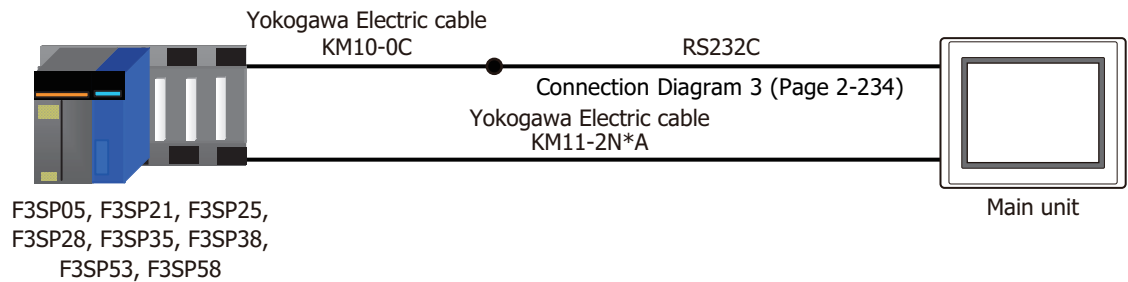 Yokogawa Electric cable
KM10-0C
RS232C
Connection Diagram 3 (Page 2-234)
Yokogawa Electric cable
KM11-2N*A
F3SP05, F3SP21, F3SP25,
F3SP28, F3SP35, F3SP38,
F3SP53, F3SP58
Main unit